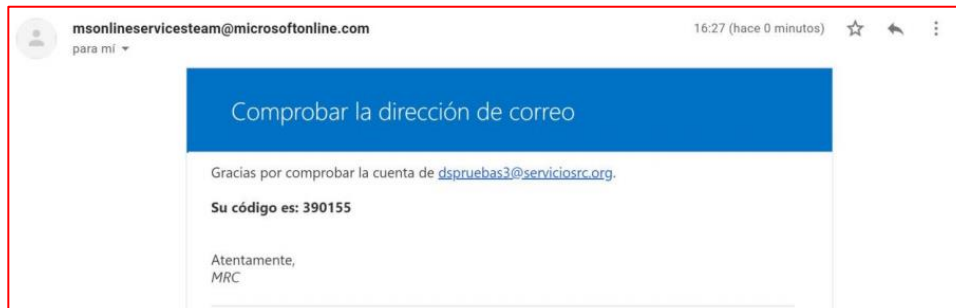 msonlineservicesteam@microsoftonline.com
16:27 (hace 0 minutos)
para mí
Comprobar la dirección de correo
Gracias por comprobar la cuenta de dspruebas3@serviciosrc.org.
Su código es: 390155
Atentamente,
MRC